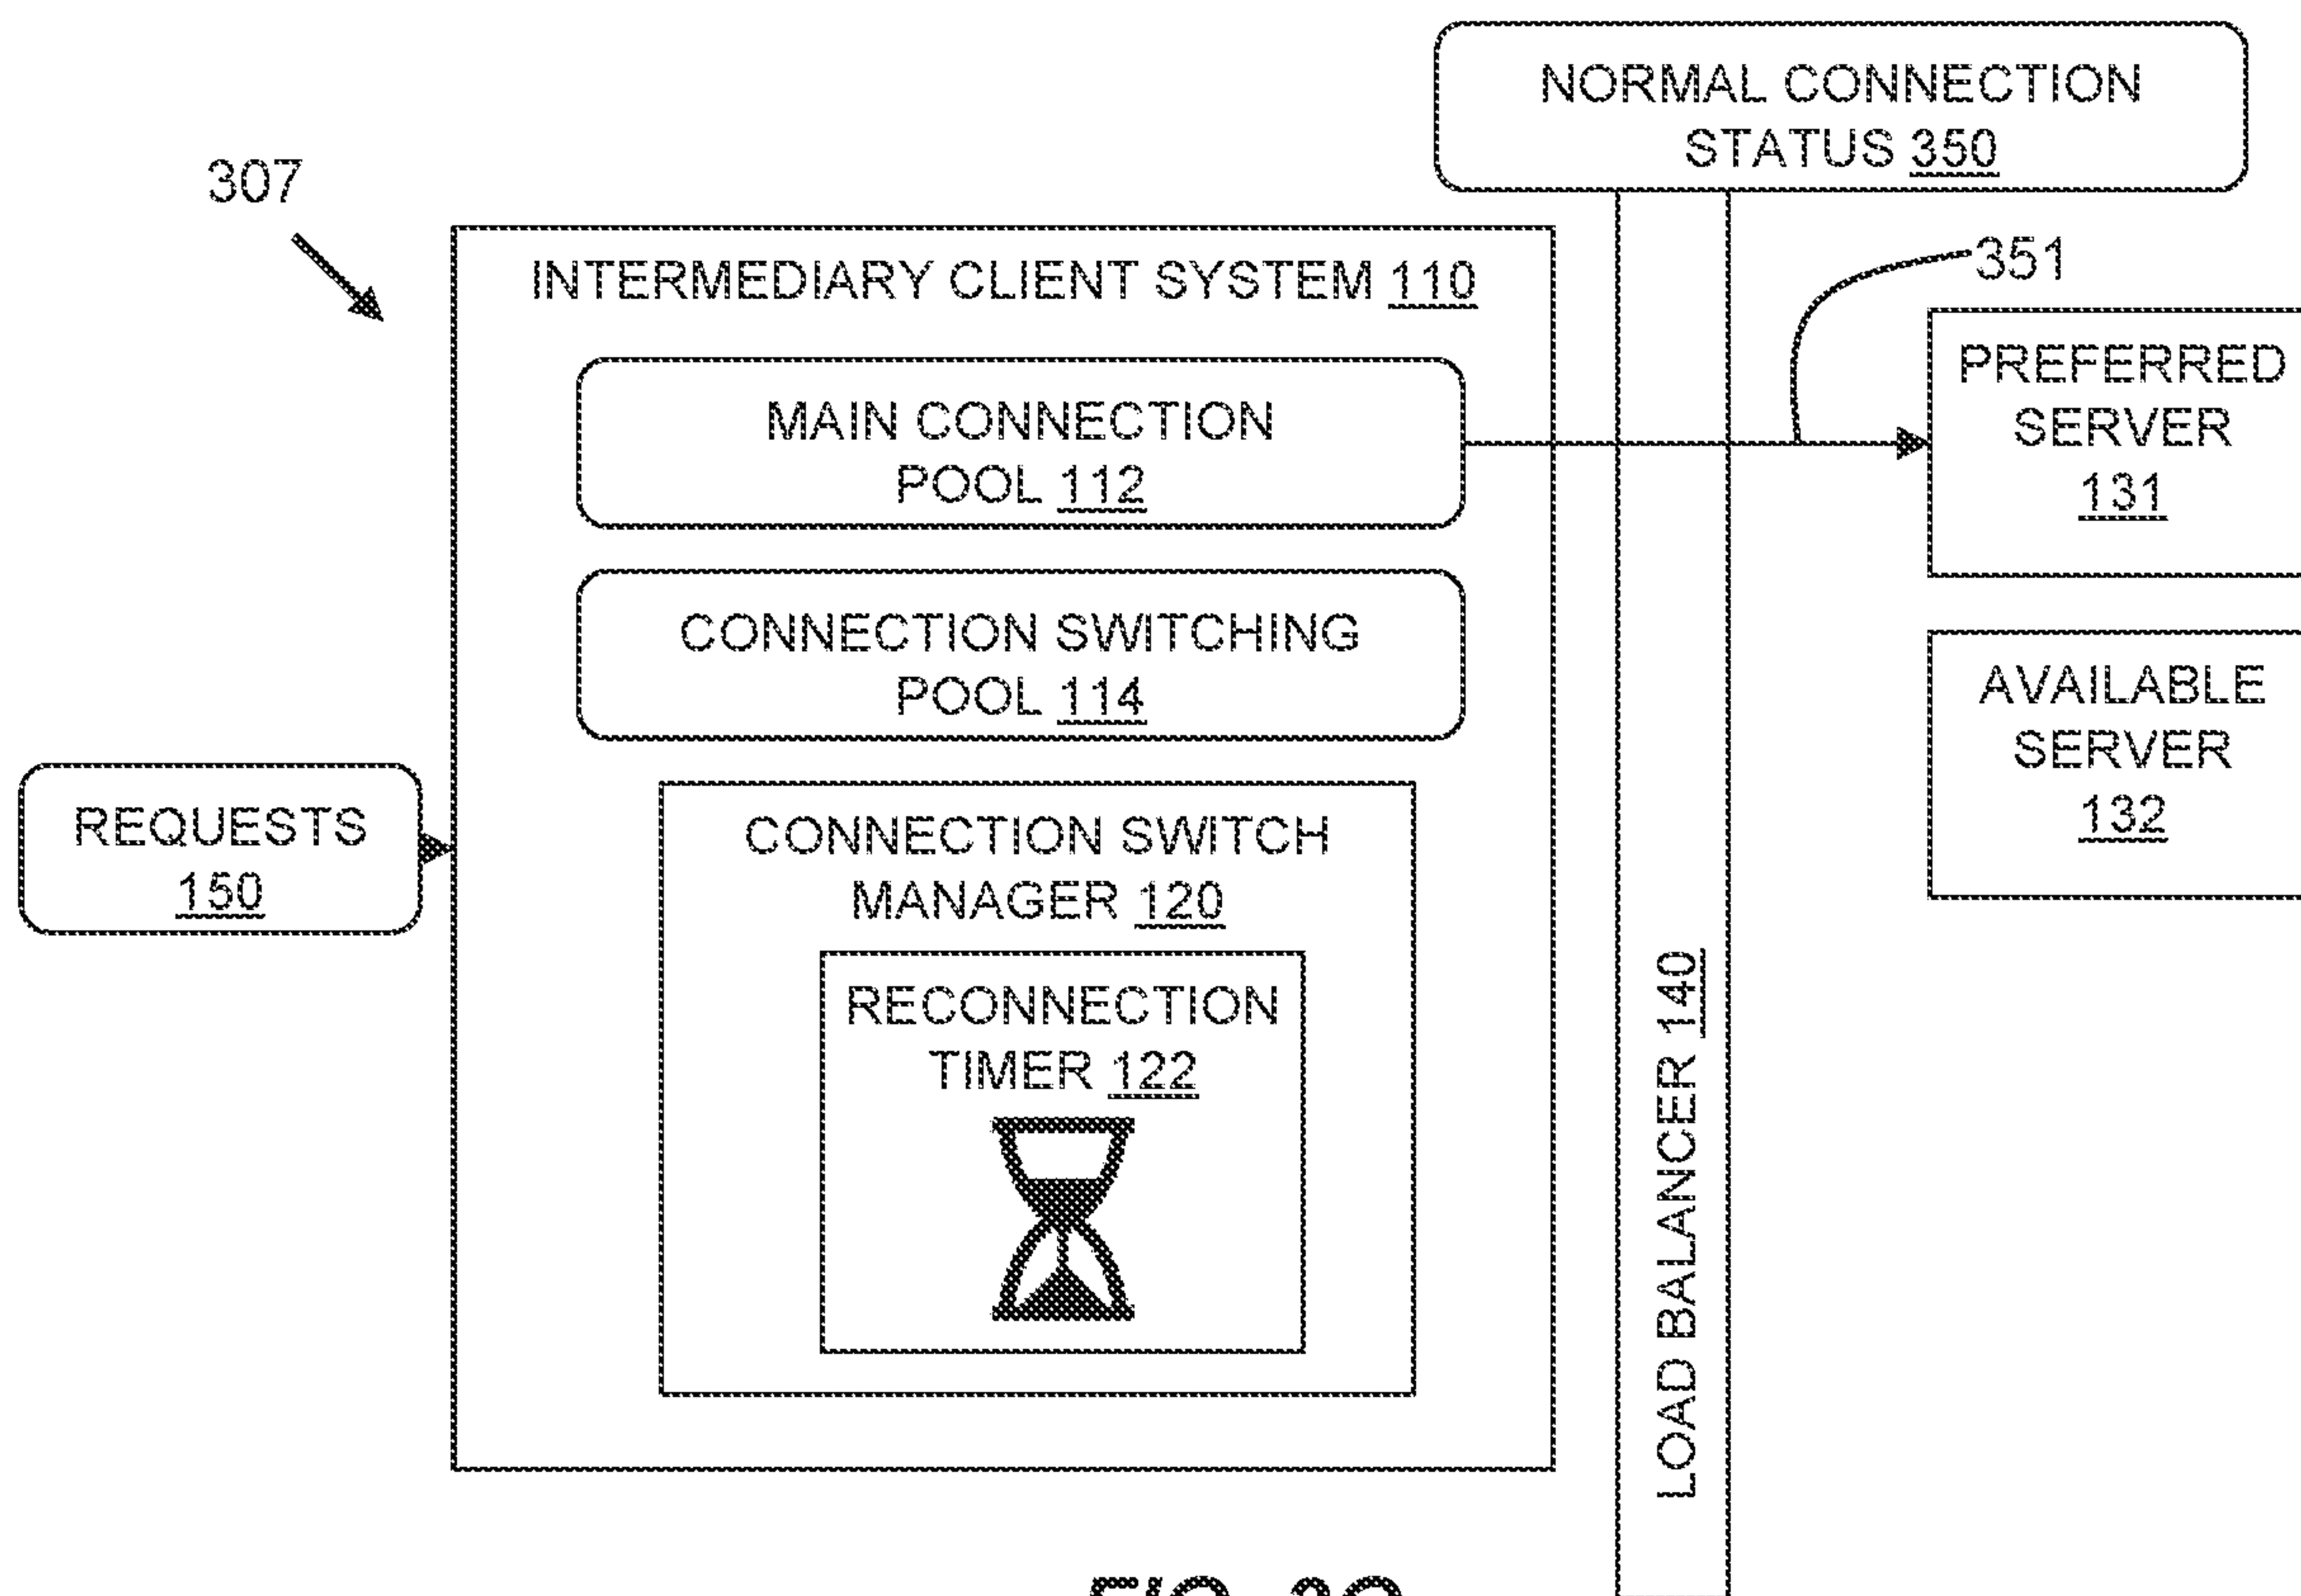 NORMAL CONNECTION
STATUS 350
307
INTERMEDIARY CLIENT SYSTEM 110
351
MAIN CONNECTION
POOL 112
PREFERRED
SERVER
131
CONNECTION SWITCHING
POOL 114
AVAILABLE
SERVER
132
REQUESTS
150
CONNECTION SWITCH
MANAGER 120
RECONNECTION
TIMER 122
LOAD BALANCER 140